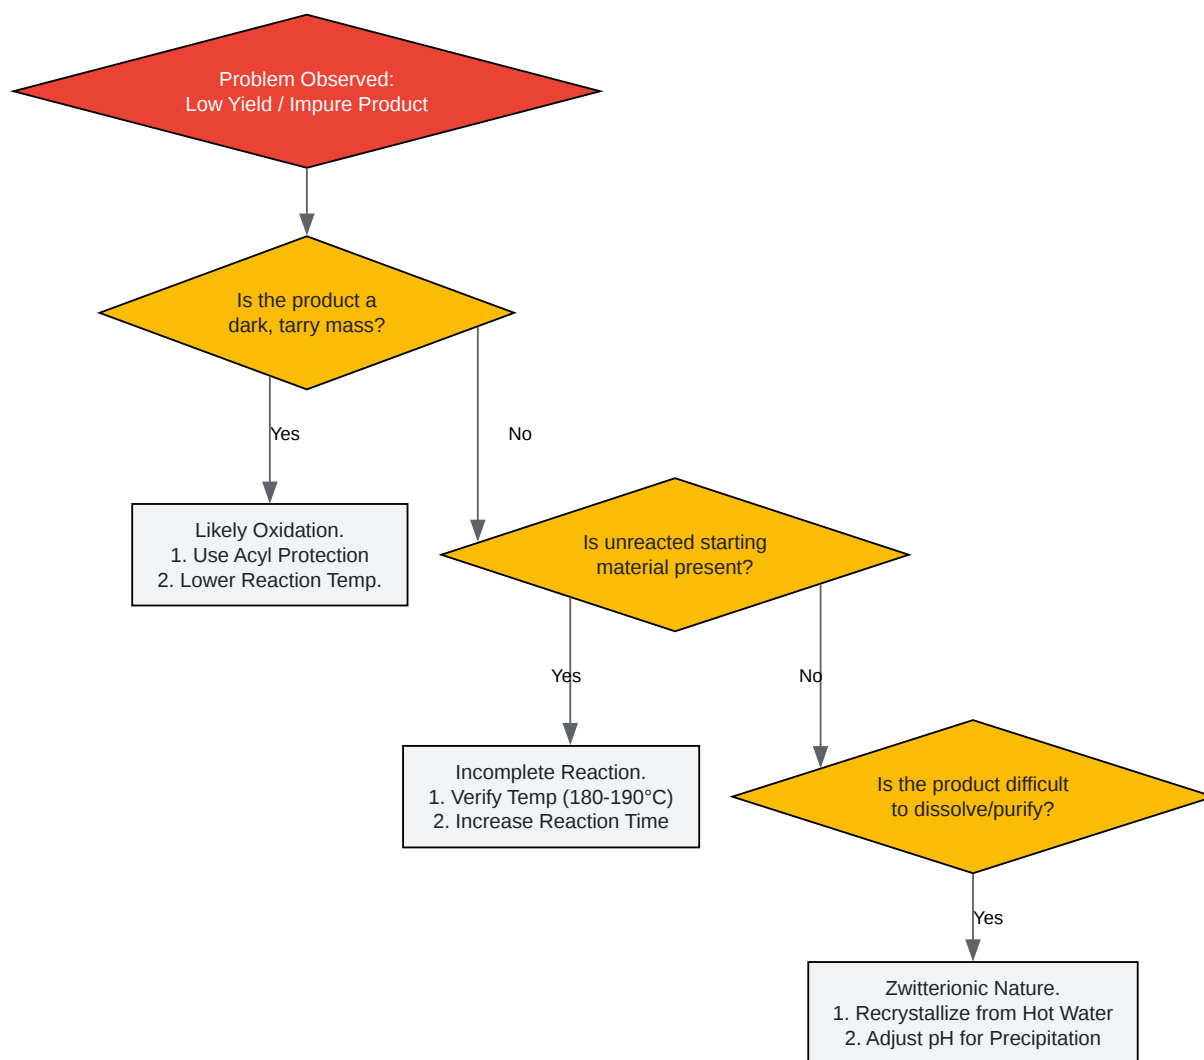 Problem Observed:
Low Yield / Impure Product
Is the product a
dark, tarry mass?
Yes
No
Likely Oxidation.
1. Use Acyl Protection
2. Lower Reaction Temp.
Is unreacted starting
material present?
Yes
No
Incomplete Reaction.
1. Verify Temp (180-190°C)
2. Increase Reaction Time
Is the product difficult
to dissolve/purify?
Yes
Zwitterionic Nature.
1. Recrystallize from Hot Water
2. Adjust pH for Precipitation